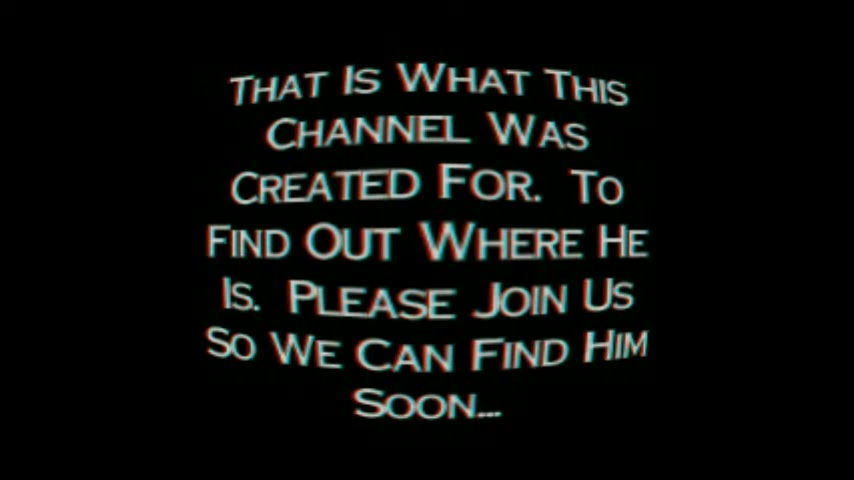 That Is What This
Channel Was
Created For.  To
Find Out Where He
Is.  Please Join Us
So We Can Find Him
Soon...